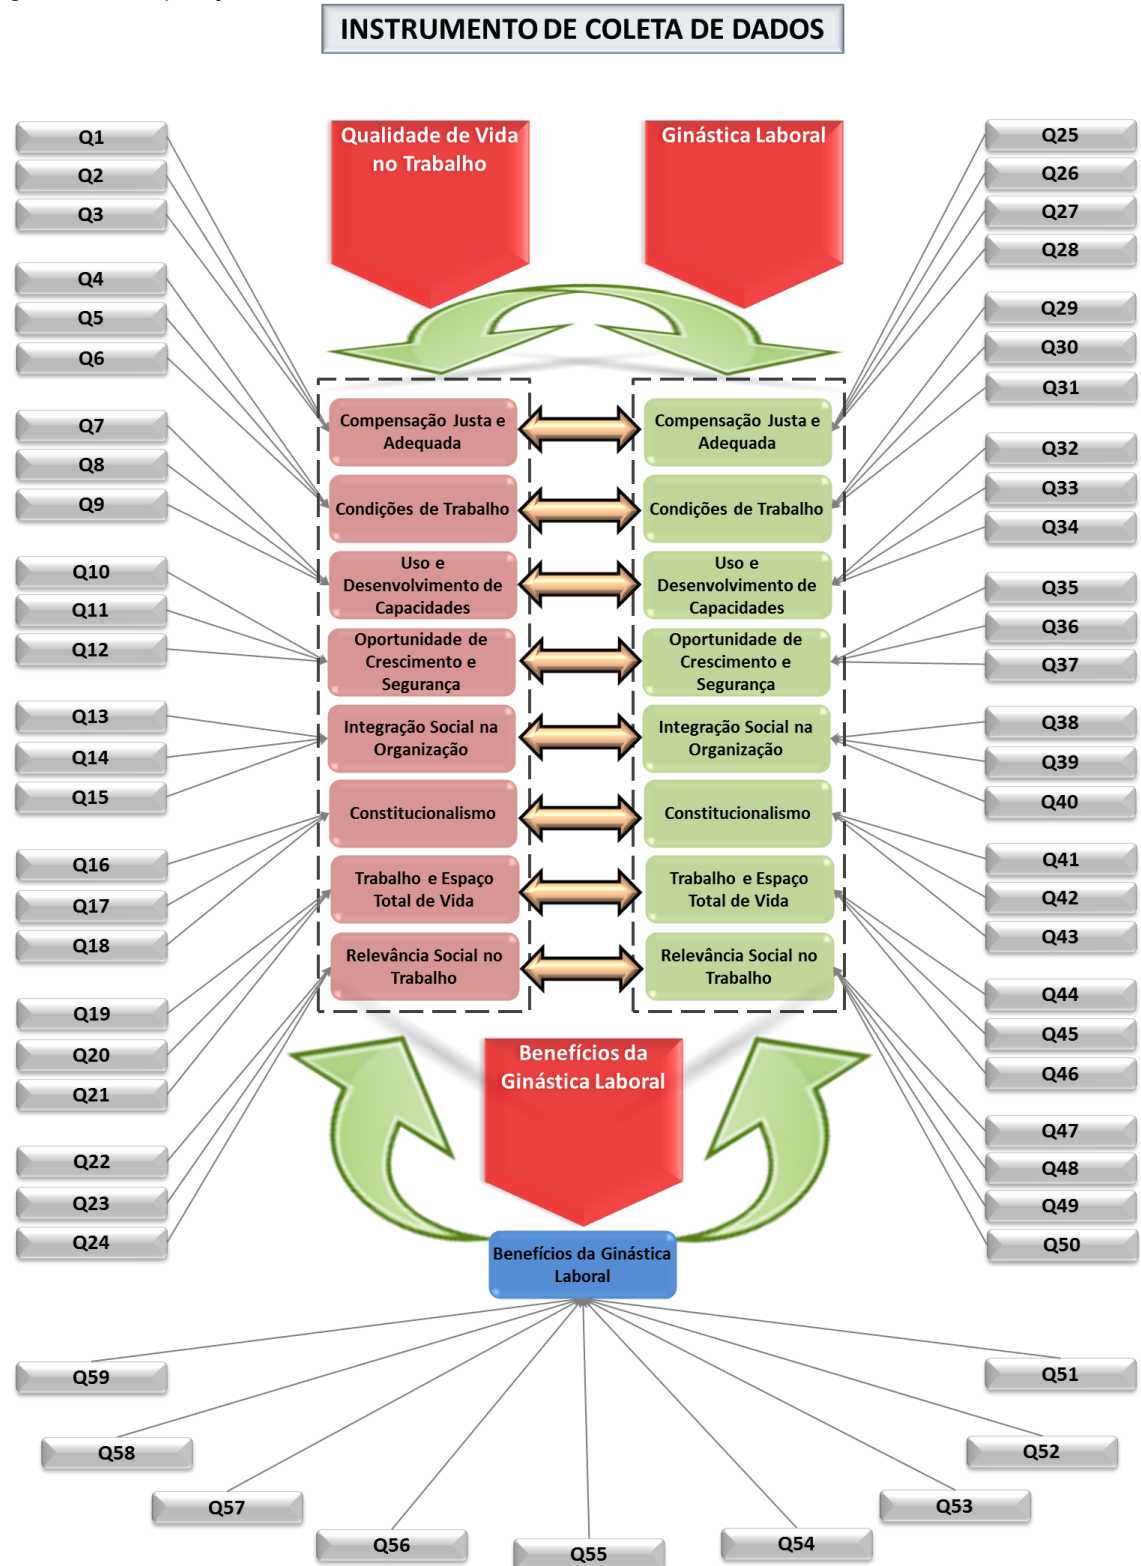 INSTRUMENTO DE COLETA DE DADOS
Qualidade de Vida
no Trabalho
Ginástica Laboral
Q1
Q2
Q3
Q4
Q5
Q6
Q7
Q8
Q9
Q10
Q11
Q12
Q13
Q14
Q15
Q16
Q17
Q18
Q19
Q20
Q21
Q22
Q23
Q24
Compensação Justa e
Adequada
Condições de Trabalho
Uso e
Desenvolvimento de
Capacidades
Oportunidade de
Crescimento e
Segurança
Integração Social na
Organização
Constitucionalismo
Trabalho e Espaço
Total de Vida
Relevância Social no
Trabalho
Compensação Justa e
Adequada
Condições de Trabalho
Uso e
Desenvolvimento de
Capacidades
Oportunidade de
Crescimento e
Segurança
Integração Social na
Organização
Constitucionalismo
Trabalho e Espaço
Total de Vida
Relevância Social no
Trabalho
Q25
Q26
Q27
Q28
Q29
Q30
Q31
Q32
Q33
Q34
Q35
Q36
Q37
Q38
Q39
Q40
Q41
Q42
Q43
Q44
Q45
Q46
Q47
Q48
Q49
Q50
Benefícios da
Ginástica Laboral
Benefícios da Ginástica
Laboral
Q59
Q58
Q57
Q56
Q55
Q54
Q53
Q52
Q51